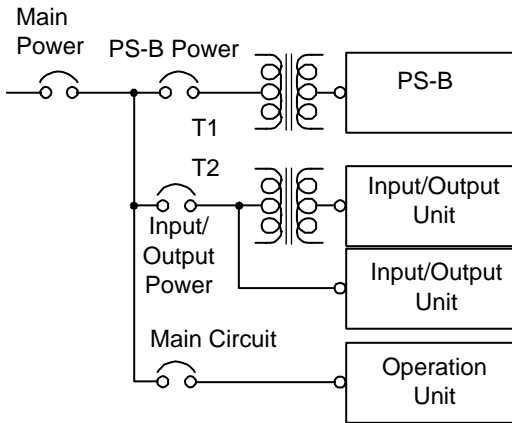 Main
Power
PS-B Power
PS-B
T1
T2
Input/Output
Unit
Input/
Output
Power
Input/Output
Unit
Main Circuit
Operation
Unit